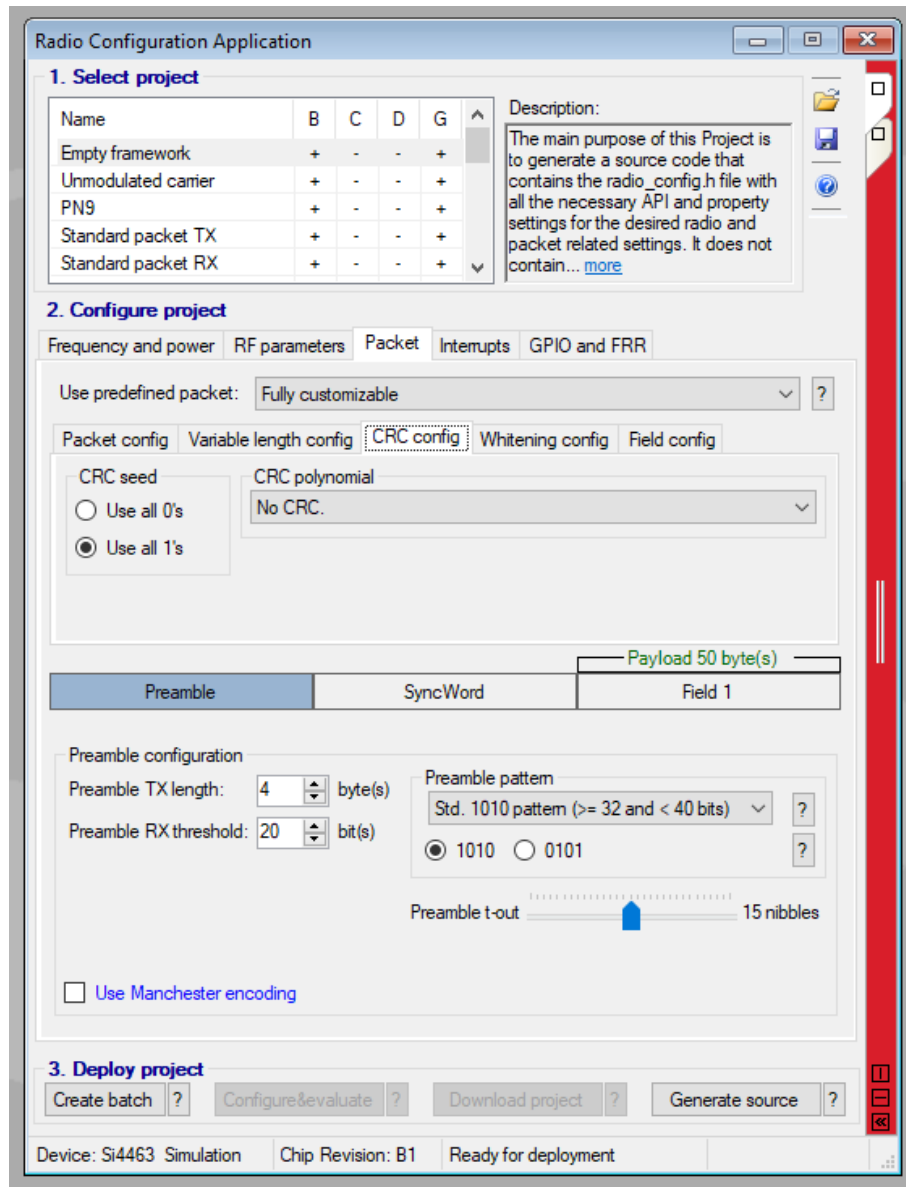 Radio Configuration Application
1. Select project
Name B C D G
Empty framework + - - +
Unmodulated carrier + - - +
PN9 + - - +
Standard packet TX + - - +
Standard packet RX + - - +
Description:
The main purpose of this Project is
to generate a source code that
contains the radio_config.h file with
all the necessary API and property
settings for the desired radio and
packet related settings. It does not
contain... more
2. Configure project
Frequency and power RF parameters Packet Interrupts GPIO and FRR
Use predefined packet: Fully customizable ?
Packet config Variable length config CRC config Whitening config Field config
CRC seed
Use all 0's
Use all 1's
CRC polynomial
No CRC.
Payload 50 byte(s)
Preamble SyncWord Field 1
Preamble configuration
Preamble TX length: 4 byte(s)
Preamble RX threshold: 20 bit(s)
Preamble pattern
Std. 1010 pattern (>= 32 and < 40 bits) ?
1010 0101 ?
Preamble t-out 15 nibbles
Use Manchester encoding
3. Deploy project
Create batch ? Configure&evaluate ? Download project ? Generate source ?
Device: Si4463 Simulation Chip Revision: B1 Ready for deployment